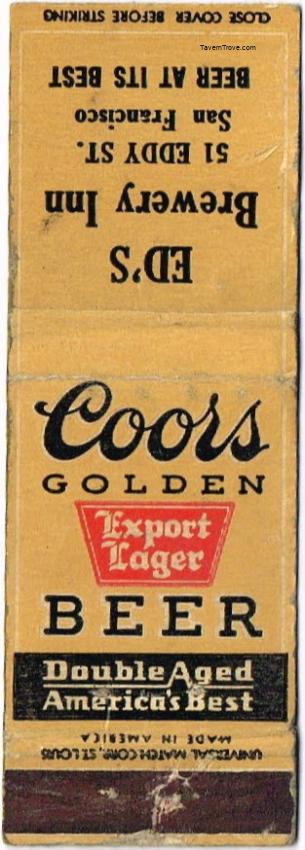 CLOSE COVER BEFORE STRIKING
TavernTrove.com
ED'S
Brewery Inn
51 EDDY ST.
San Francisco
BEER AT ITS BEST
Coors
GOLDEN
Export
Lager
BEER
Double Aged
America's Best
MADE IN AMERICA
UNIVERSAL MATCH CORP., ST. LOUIS